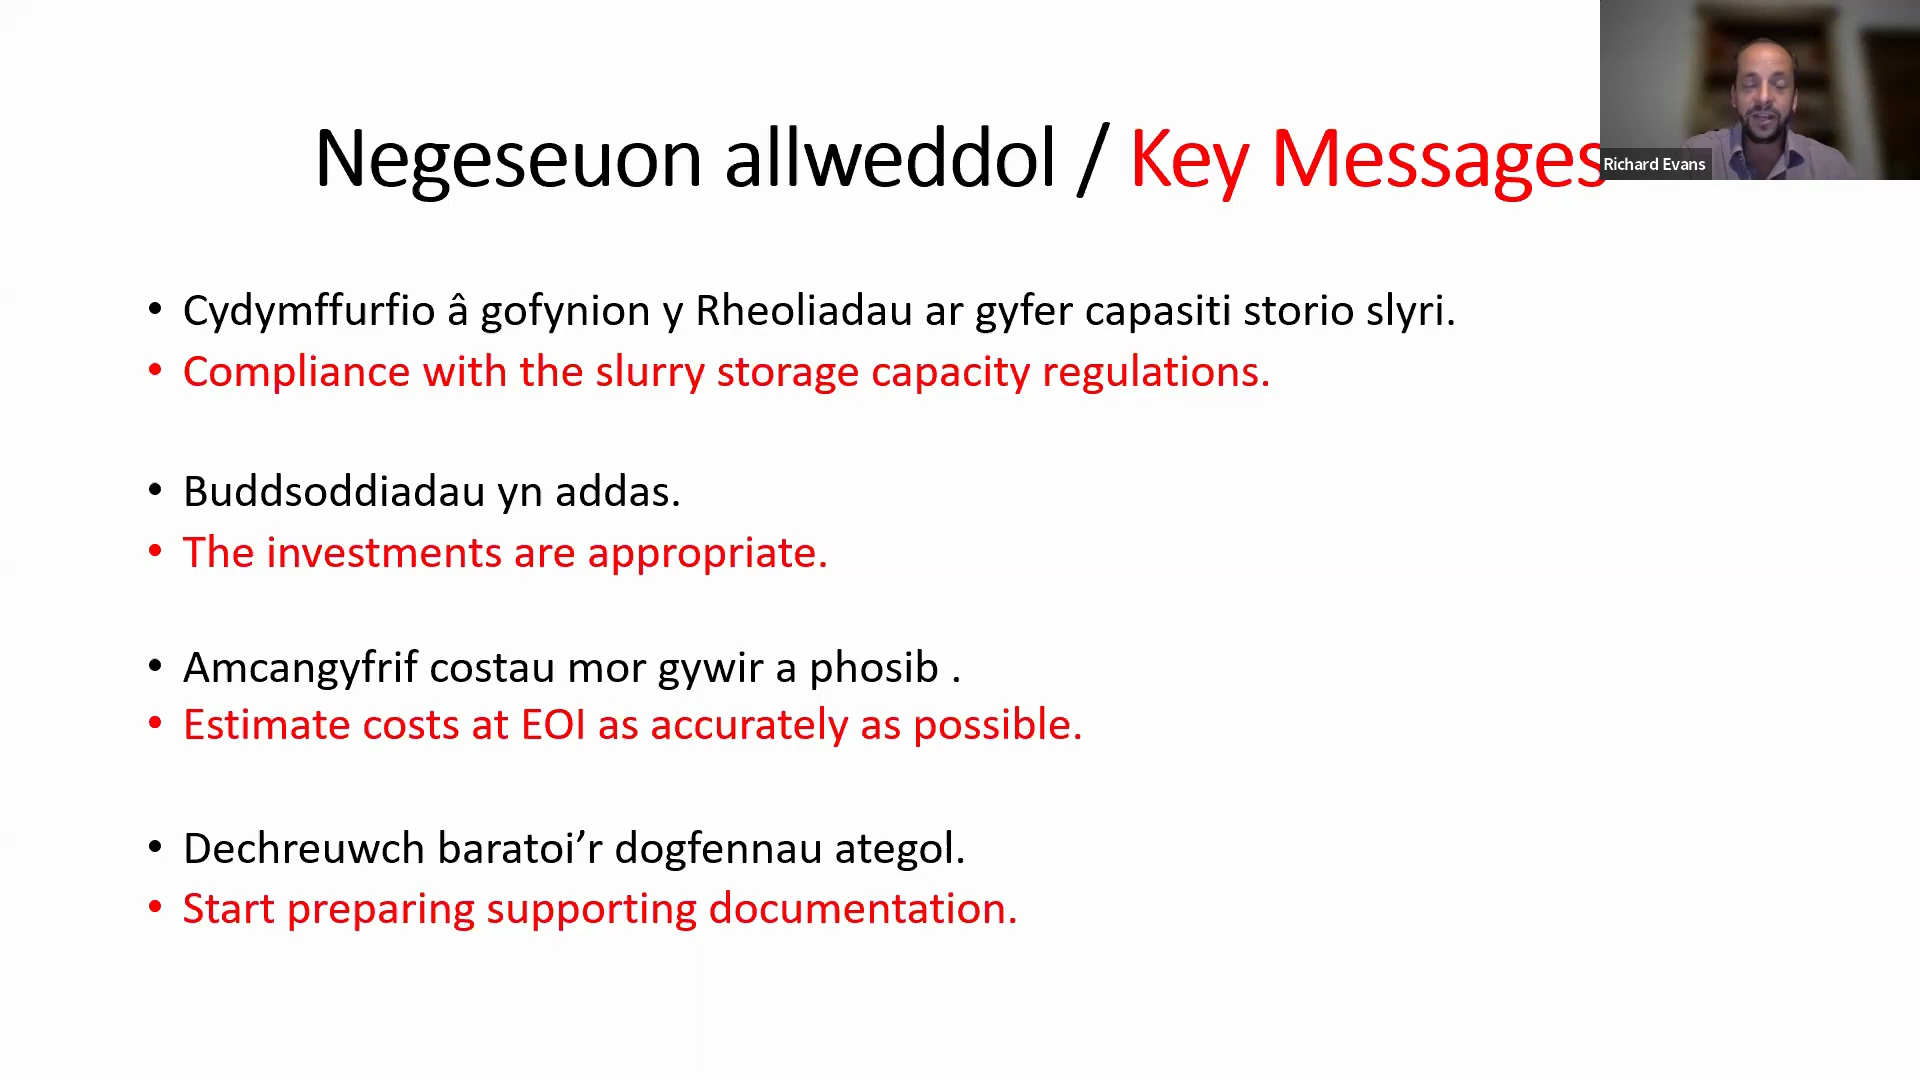 Negeseuon allweddol / Key Messages
Richard Evans
• Cydymffurfio â gofynion y Rheoliadau ar gyfer capasiti storio slyri.
• Compliance with the slurry storage capacity regulations.
• Buddsoddiadau yn addas.
• The investments are appropriate.
• Amcangyfrif costau mor gywir a phosib .
• Estimate costs at EOI as accurately as possible.
• Dechreuwch baratoi’r dogfennau ategol.
• Start preparing supporting documentation.